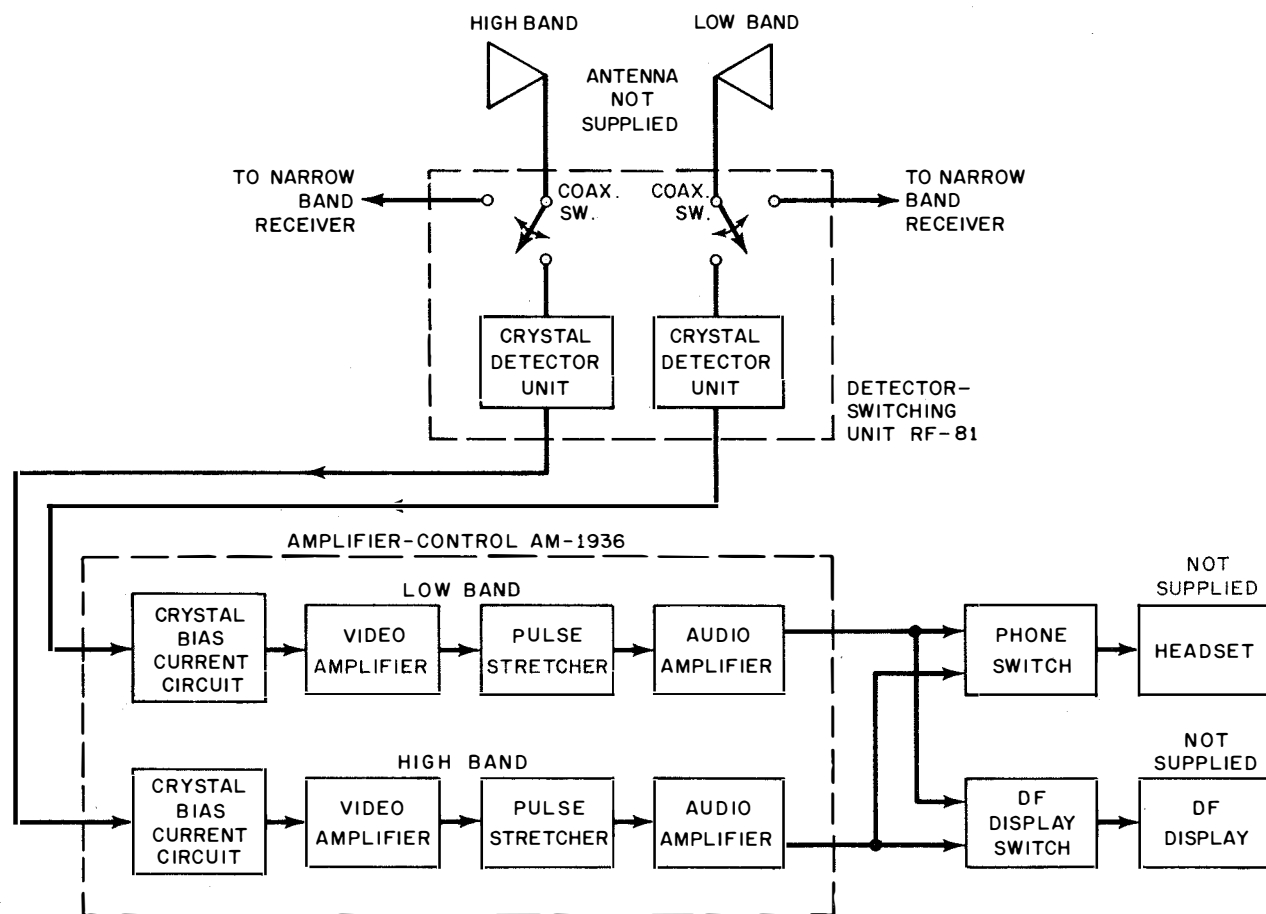 HIGH BAND
LOW BAND
ANTENNA
NOT
SUPPLIED
TO NARROW
BAND
RECEIVER
COAX.
SW.
COAX.
SW.
TO NARROW
BAND
RECEIVER
CRYSTAL
DETECTOR
UNIT
CRYSTAL
DETECTOR
UNIT
DETECTOR-
SWITCHING
UNIT RF-81
AMPLIFIER-CONTROL AM-1936
LOW BAND
CRYSTAL
BIAS
CURRENT
CIRCUIT
VIDEO
AMPLIFIER
PULSE
STRETCHER
AUDIO
AMPLIFIER
PHONE
SWITCH
NOT
SUPPLIED
HEADSET
HIGH BAND
CRYSTAL
BIAS
CURRENT
CIRCUIT
VIDEO
AMPLIFIER
PULSE
STRETCHER
AUDIO
AMPLIFIER
DF
DISPLAY
SWITCH
NOT
SUPPLIED
DF
DISPLAY